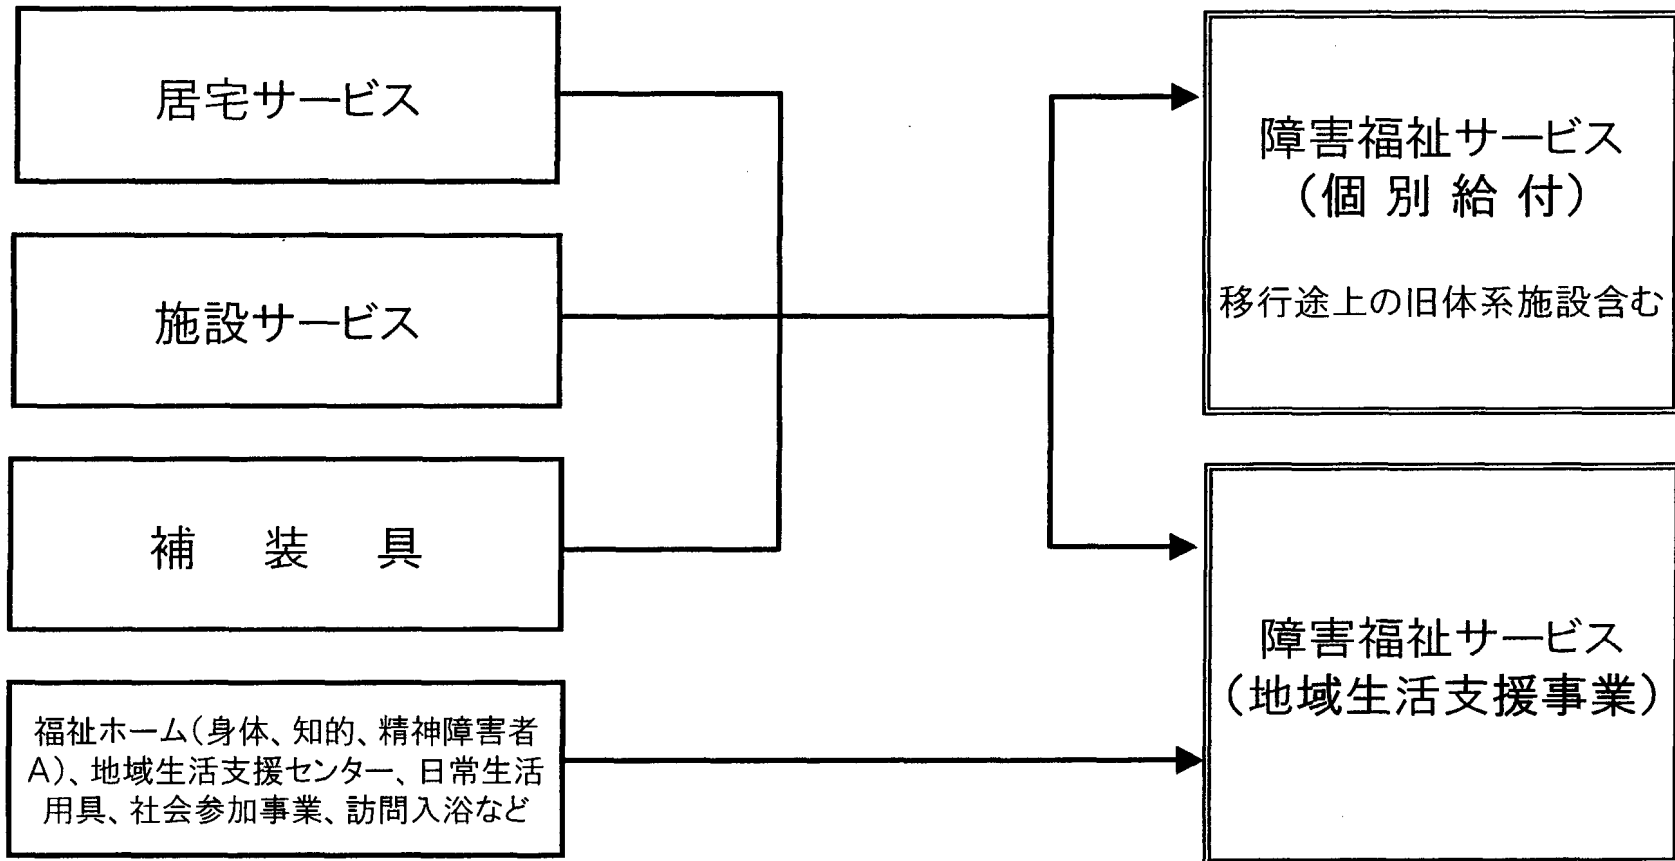 居宅サービス
施設サービス
補 装 具
福祉ホーム(身体、知的、精神障害者
A)、地域生活支援センター、日常生活
用具、社会参加事業、訪問入浴など
障害福祉サービス
(個 別 給 付)
移行途上の旧体系施設含む
障害福祉サービス
(地域生活支援事業)